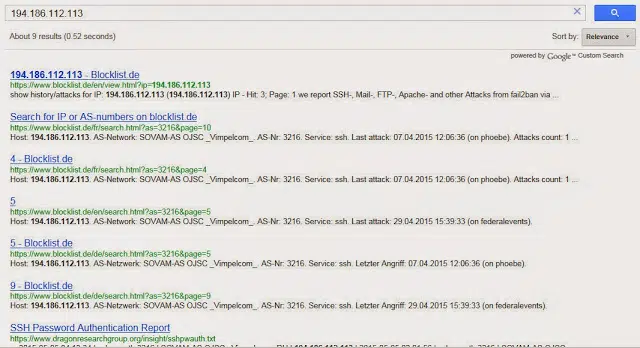 194.186.112.113
About 9 results (0.52 seconds)
Sort by: Relevance
powered by Google™ Custom Search
194.186.112.113 - Blocklist.de
https://www.blocklist.de/en/view.html?ip=194.186.112.113
show history/attacks for IP: 194.186.112.113 (194.186.112.113) IP - Hit: 3; Page: 1 we report SSH-, Mail-, FTP-, Apache- and other Attacks from fail2ban via ...
Search for IP or AS-numbers on blocklist.de
https://www.blocklist.de/fr/search.html?as=3216&page=10
Host: 194.186.112.113. AS-Network: SOVAM-AS OJSC _Vimpelcom_. AS-Nr: 3216. Service: ssh. Last attack: 07.04.2015 12:06:36 (on phoebe). Attacks count: 1 ...
4 - Blocklist.de
https://www.blocklist.de/fr/search.html?as=3216&page=4
Host: 194.186.112.113. AS-Network: SOVAM-AS OJSC _Vimpelcom_. AS-Nr: 3216. Service: ssh. Last attack: 07.04.2015 12:06:36 (on phoebe). Attacks count: 1 ...
5
https://www.blocklist.de/en/search.html?as=3216&page=5
Host: 194.186.112.113. AS-Network: SOVAM-AS OJSC _Vimpelcom_. AS-Nr: 3216. Service: ssh. Last attack: 29.04.2015 15:39:33 (on federalevents).
5 - Blocklist.de
https://www.blocklist.de/de/search.html?as=3216&page=5
Host: 194.186.112.113. AS-Netzwerk: SOVAM-AS OJSC _Vimpelcom_. AS-Nr: 3216. Service: ssh. Letzter Angriff: 07.04.2015 12:06:36 (on phoebe).
9 - Blocklist.de
https://www.blocklist.de/de/search.html?as=3216&page=9
Host: 194.186.112.113. AS-Netzwerk: SOVAM-AS OJSC _Vimpelcom_. AS-Nr: 3216. Service: ssh. Letzter Angriff: 29.04.2015 15:39:33 (on federalevents).
SSH Password Authentication Report
https://www.dragonresearchgroup.org/insight/sshpwauth.txt